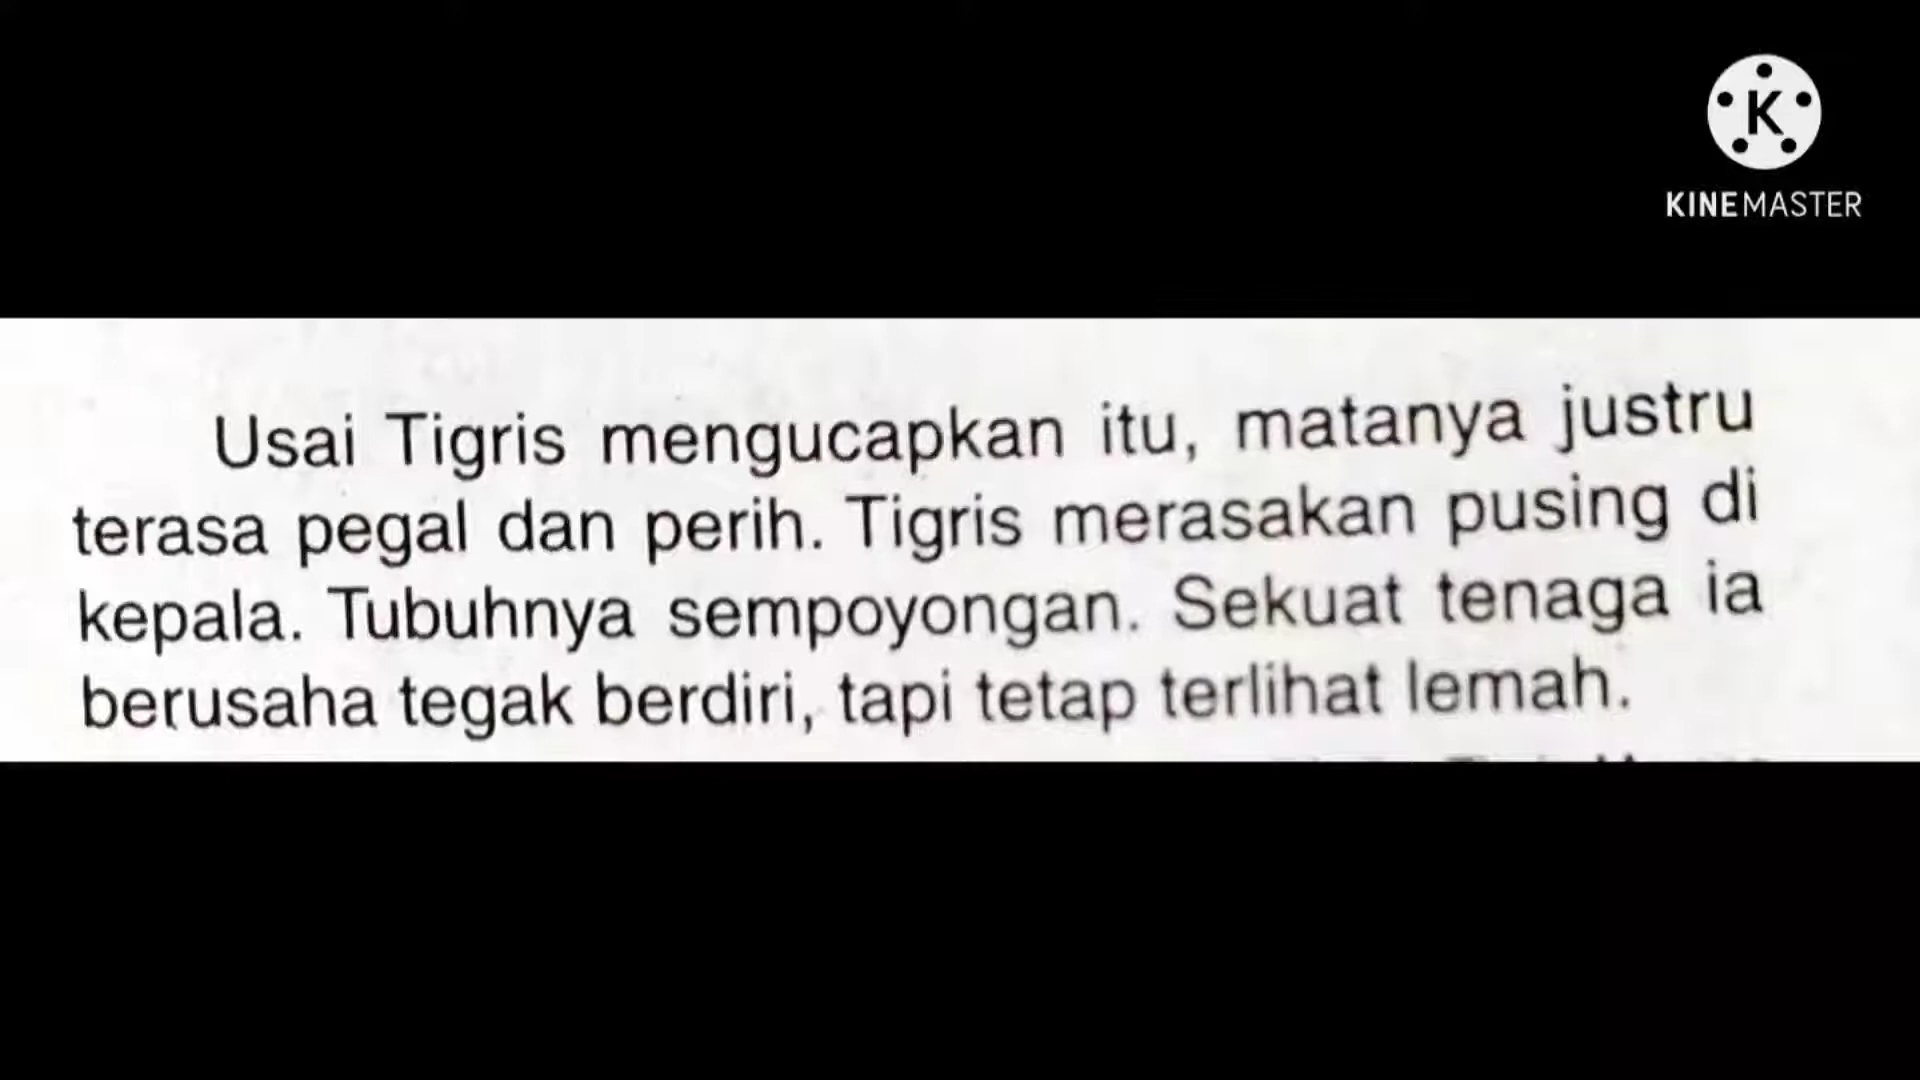 K
KINEMASTER
Usai Tigris mengucapkan itu, matanya justru
terasa pegal dan perih. Tigris merasakan pusing di
kepala. Tubuhnya sempoyongan. Sekuat tenaga ia
berusaha tegak berdiri, tapi tetap terlihat lemah.